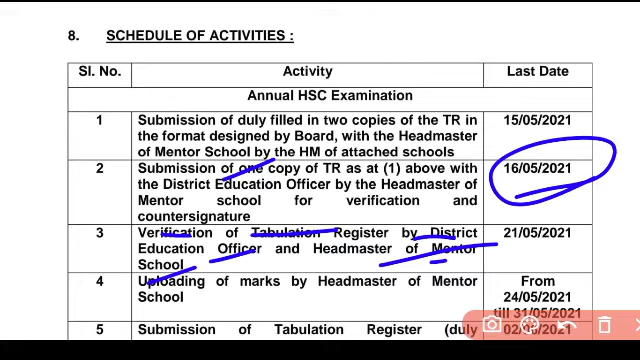 8. SCHEDULE OF ACTIVITIES :
Sl. No. Activity Last Date
Annual HSC Examination
1 Submission of duly filled in two copies of the TR in 15/05/2021
the format designed by Board, with the Headmaster
of Mentor School by the HM of attached schools
2 Submission of one copy of TR as at (1) above with 16/05/2021
the District Education Officer by the Headmaster of
Mentor school for verification and
countersignature
3 Verification of Tabulation Register by District 21/05/2021
Education Officer and Headmaster of Mentor
School
4 Uploading of marks by Headmaster of Mentor From
School 24/05/2021
till 31/05/2021
5 Submission of Tabulation Register (duly 02/06/2021